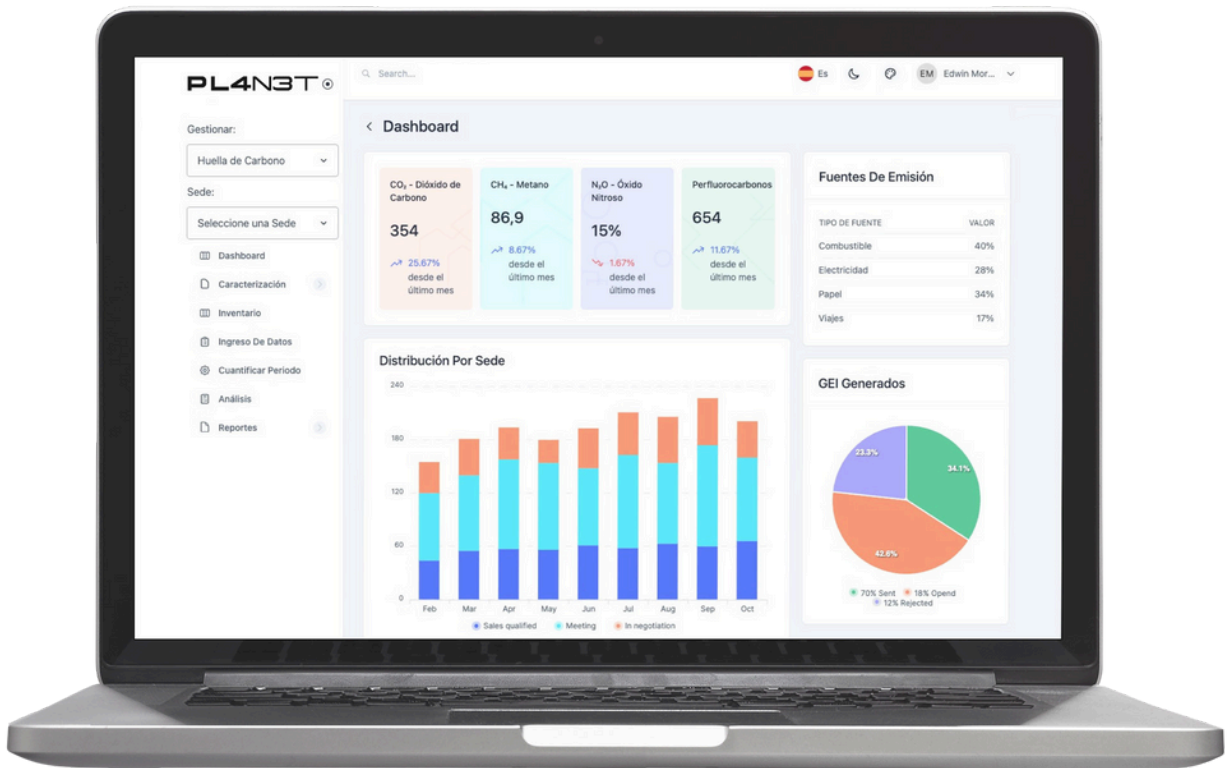 PL4N3T
Search...
Es
EM
Edwin Mor...
Gestionar:
Huella de Carbono
Sede:
Seleccione una Sede
Dashboard
Caracterización
Inventario
Ingreso De Datos
Cuantificar Periodo
Análisis
Reportes
Dashboard
CO₂ - Dióxido de
Carbono
354
25.67%
desde el
último mes
CH₄ - Metano
86,9
8.67%
desde el
último mes
N₂O - Óxido
Nitroso
15%
1.67%
desde el
último mes
Perfluorocarbonos
654
11.67%
desde el
último mes
Fuentes De Emisión
TIPO DE FUENTE VALOR
Combustible 40%
Electricidad 28%
Papel 34%
Viajes 17%
Distribución Por Sede
240
180
120
60
0
Feb Mar Apr May Jun Jul Aug Sep Oct
Sales qualified Meeting In negotiation
GEI Generados
23.3%
34.1%
42.6%
70% Sent 18% Opend
12% Rejected